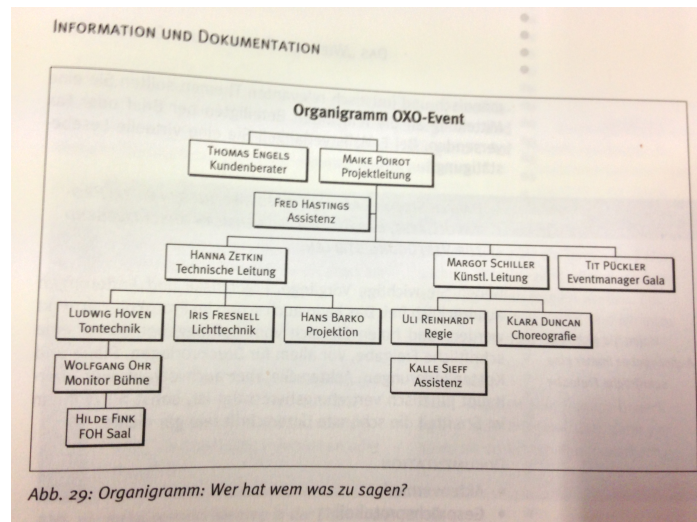 INFORMATION UND DOKUMENTATION
Organigramm OXO-Event
THOMAS ENGELS
Kundenberater
MAIKE POIROT
Projektleitung
FRED HASTINGS
Assistenz
HANNA ZETKIN
Technische Leitung
MARGOT SCHILLER
Künstl. Leitung
TIT PÜCKLER
Eventmanager Gala
LUDWIG HOVEN
Tontechnik
IRIS FRESNELL
Lichttechnik
HANS BARKO
Projektion
ULI REINHARDT
Regie
KLARA DUNCAN
Choreografie
WOLFGANG OHR
Monitor Bühne
KALLE SIEFF
Assistenz
HILDE FINK
FOH Saal
Abb. 29: Organigramm: Wer hat wem was zu sagen?